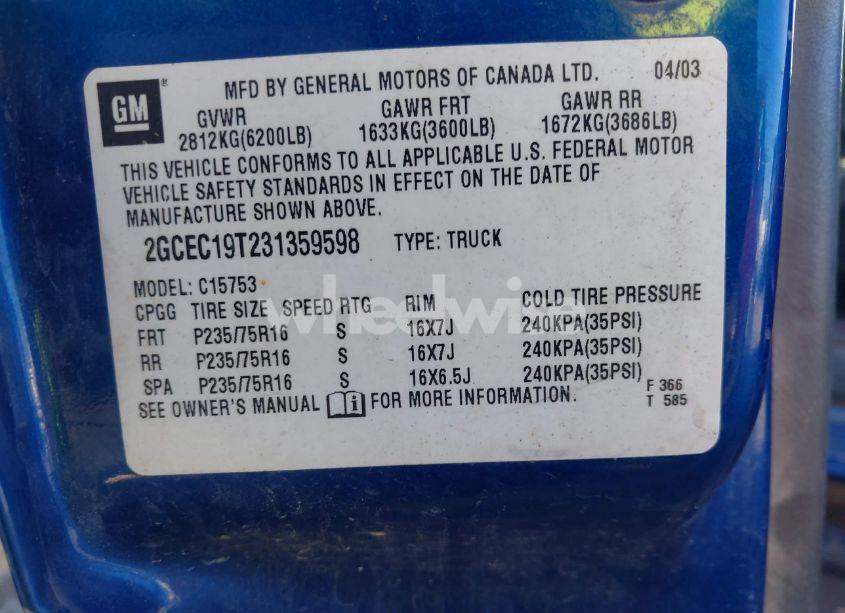 GM
MFD BY GENERAL MOTORS OF CANADA LTD. 04/03
GVWR GAWR FRT GAWR RR
2812KG(6200LB) 1633KG(3600LB) 1672KG(3686LB)
THIS VEHICLE CONFORMS TO ALL APPLICABLE U.S. FEDERAL MOTOR
VEHICLE SAFETY STANDARDS IN EFFECT ON THE DATE OF
MANUFACTURE SHOWN ABOVE.
2GCEC19T231359598 TYPE: TRUCK
MODEL: C15753
CPGG TIRE SIZE SPEED RTG RIM COLD TIRE PRESSURE
FRT P235/75R16 S 16X7J 240KPA(35PSI)
RR P235/75R16 S 16X7J 240KPA(35PSI)
SPA P235/75R16 S 16X6.5J 240KPA(35PSI)
SEE OWNER'S MANUAL FOR MORE INFORMATION.
F 366
T 585
wheelwise